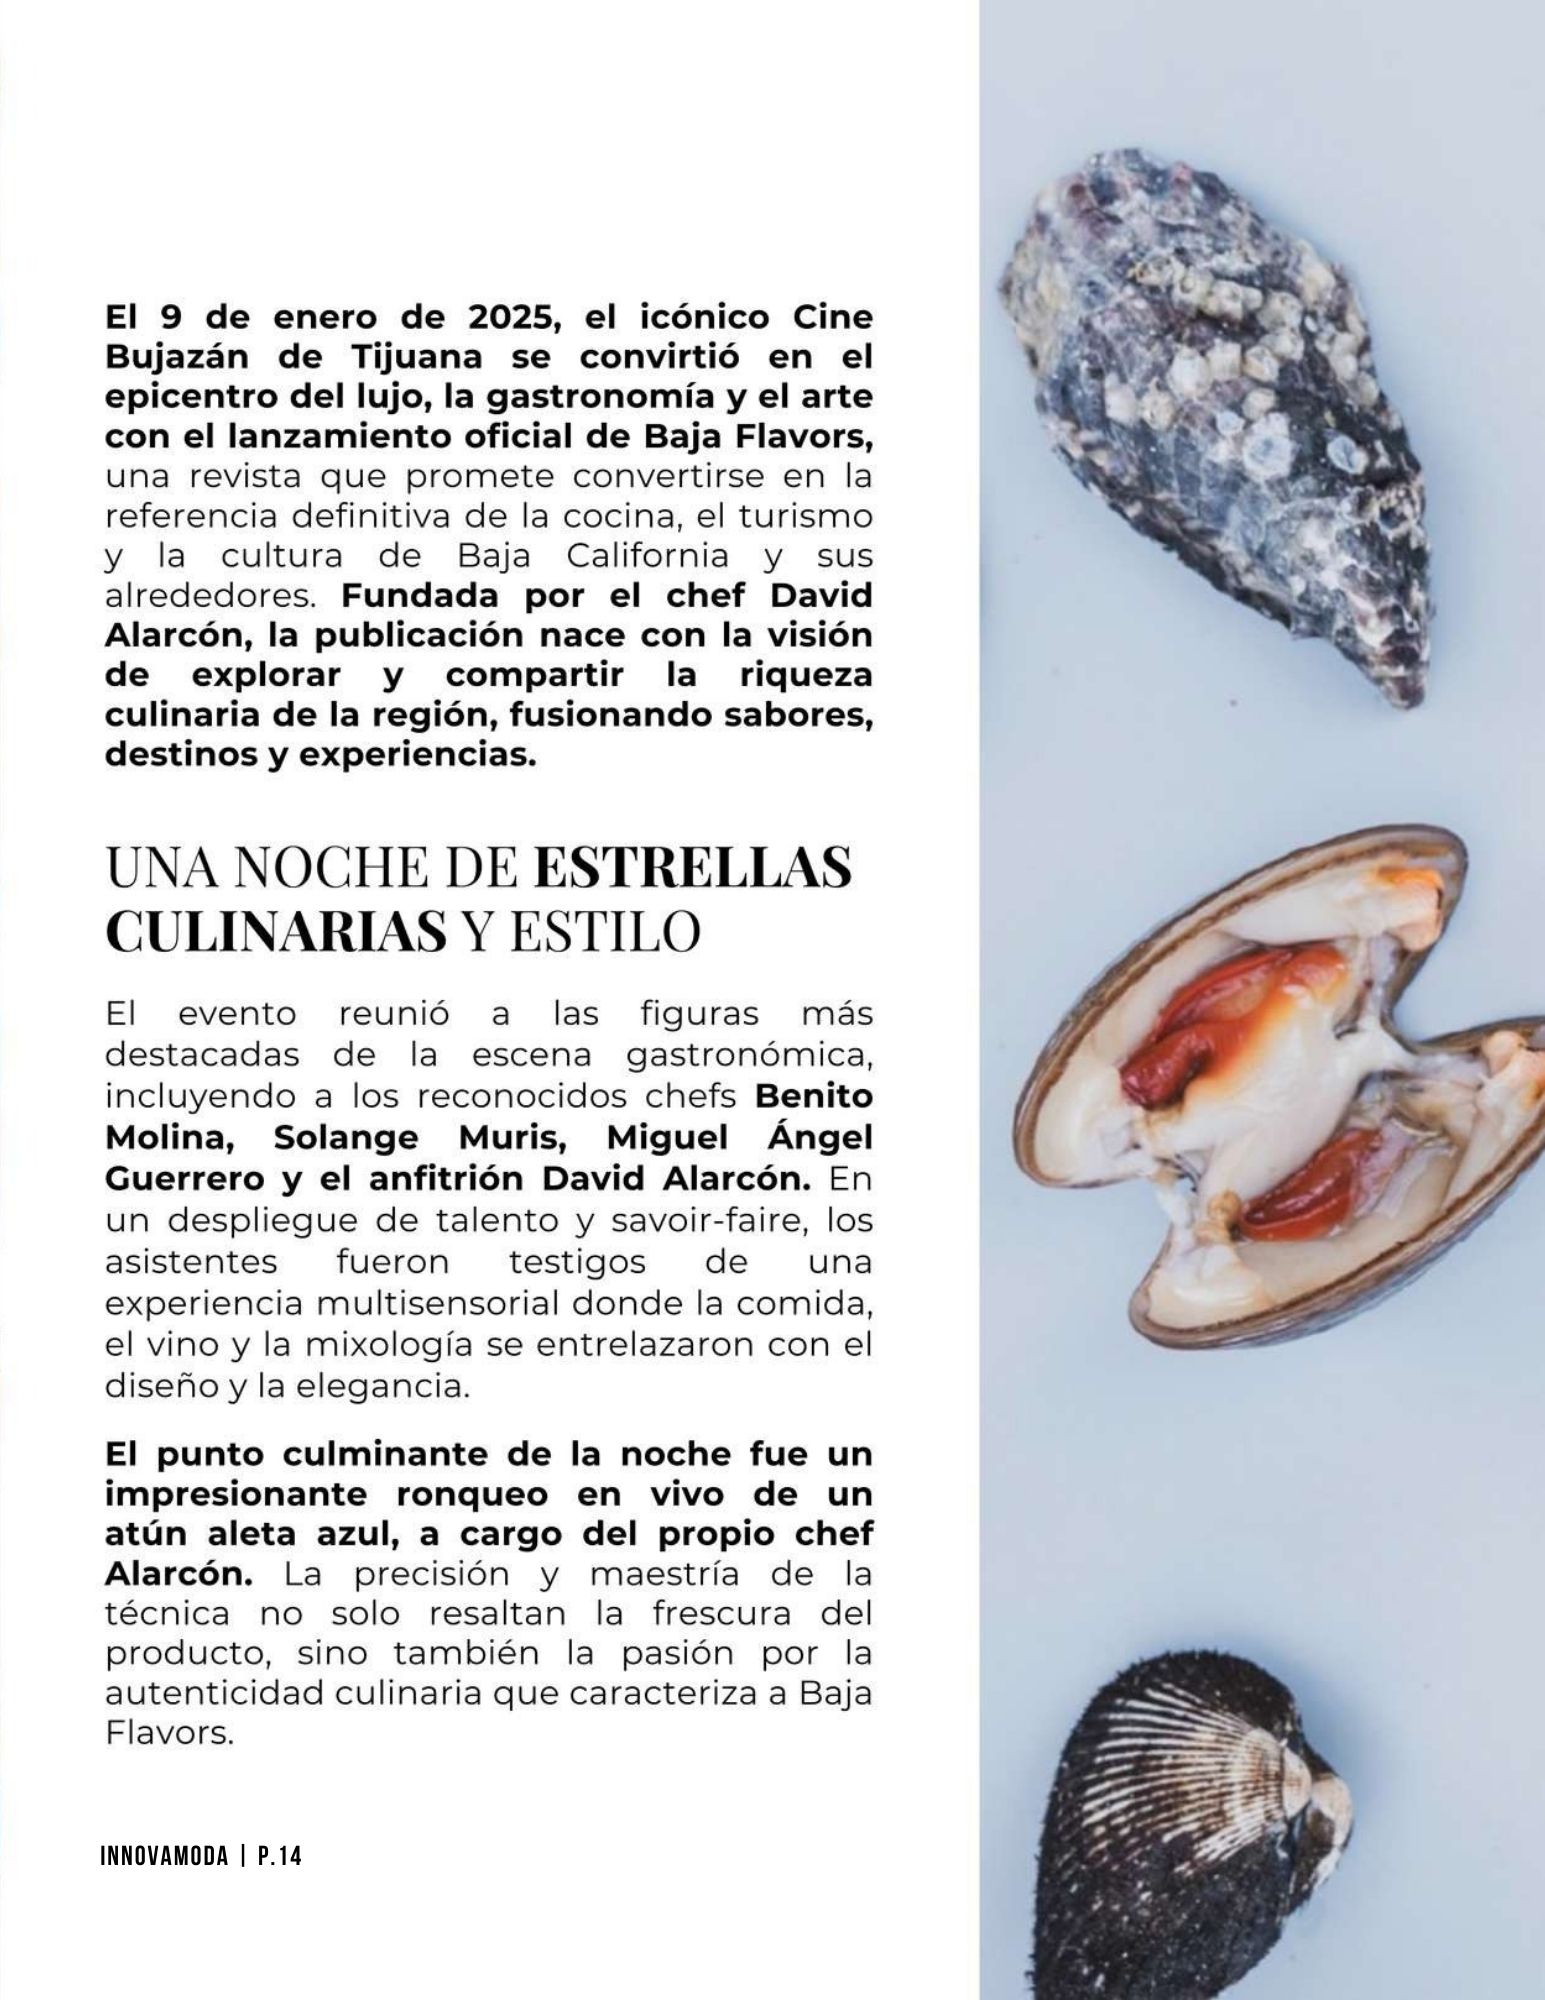 El 9 de enero de 2025, el icónico Cine
Bujazán de Tijuana se convirtió en el
epicentro del lujo, la gastronomía y el arte
con el lanzamiento oficial de Baja Flavors,
una revista que promete convertirse en la
referencia definitiva de la cocina, el turismo
y la cultura de Baja California y sus
alrededores. Fundada por el chef David
Alarcón, la publicación nace con la visión
de explorar y compartir la riqueza
culinaria de la región, fusionando sabores,
destinos y experiencias.
UNA NOCHE DE ESTRELLAS
CULINARIAS Y ESTILO
El evento reunió a las figuras más
destacadas de la escena gastronómica,
incluyendo a los reconocidos chefs Benito
Molina, Solange Muris, Miguel Ángel
Guerrero y el anfitrión David Alarcón. En
un despliegue de talento y savoir-faire, los
asistentes fueron testigos de una
experiencia multisensorial donde la comida,
el vino y la mixología se entrelazaron con el
diseño y la elegancia.
El punto culminante de la noche fue un
impresionante ronqueo en vivo de un
atún aleta azul, a cargo del propio chef
Alarcón. La precisión y maestría de la
técnica no solo resaltan la frescura del
producto, sino también la pasión por la
autenticidad culinaria que caracteriza a Baja
Flavors.
INNOVAMODA | P.14